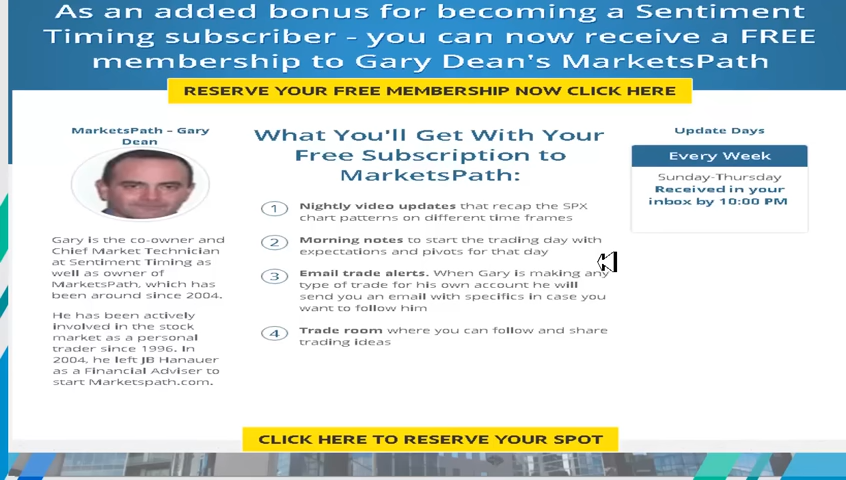 As an added bonus for becoming a Sentiment
Timing subscriber - you can now receive a FREE
membership to Gary Dean's MarketsPath
RESERVE YOUR FREE MEMBERSHIP NOW CLICK HERE
MarketsPath – Gary
Dean
Gary is the co-owner and
Chief Market Technician
at Sentiment Timing as
well as owner of
MarketsPath, which has
been around since 2004.
He has been actively
involved in the stock
market as a personal
trader since 1996. In
2004, he left JB Hanauer
as a Financial Adviser to
start Marketspath.com.
What You'll Get With Your
Free Subscription to
MarketsPath:
1 Nightly video updates that recap the SPX
chart patterns on different time frames
2 Morning notes to start the trading day with
expectations and pivots for that day
3 Email trade alerts. When Gary is making any
type of trade for his own account he will
send you an email with specifics in case you
want to follow him
4 Trade room where you can follow and share
trading ideas
Update Days
Every Week
Sunday-Thursday
Received in your
inbox by 10:00 PM
CLICK HERE TO RESERVE YOUR SPOT